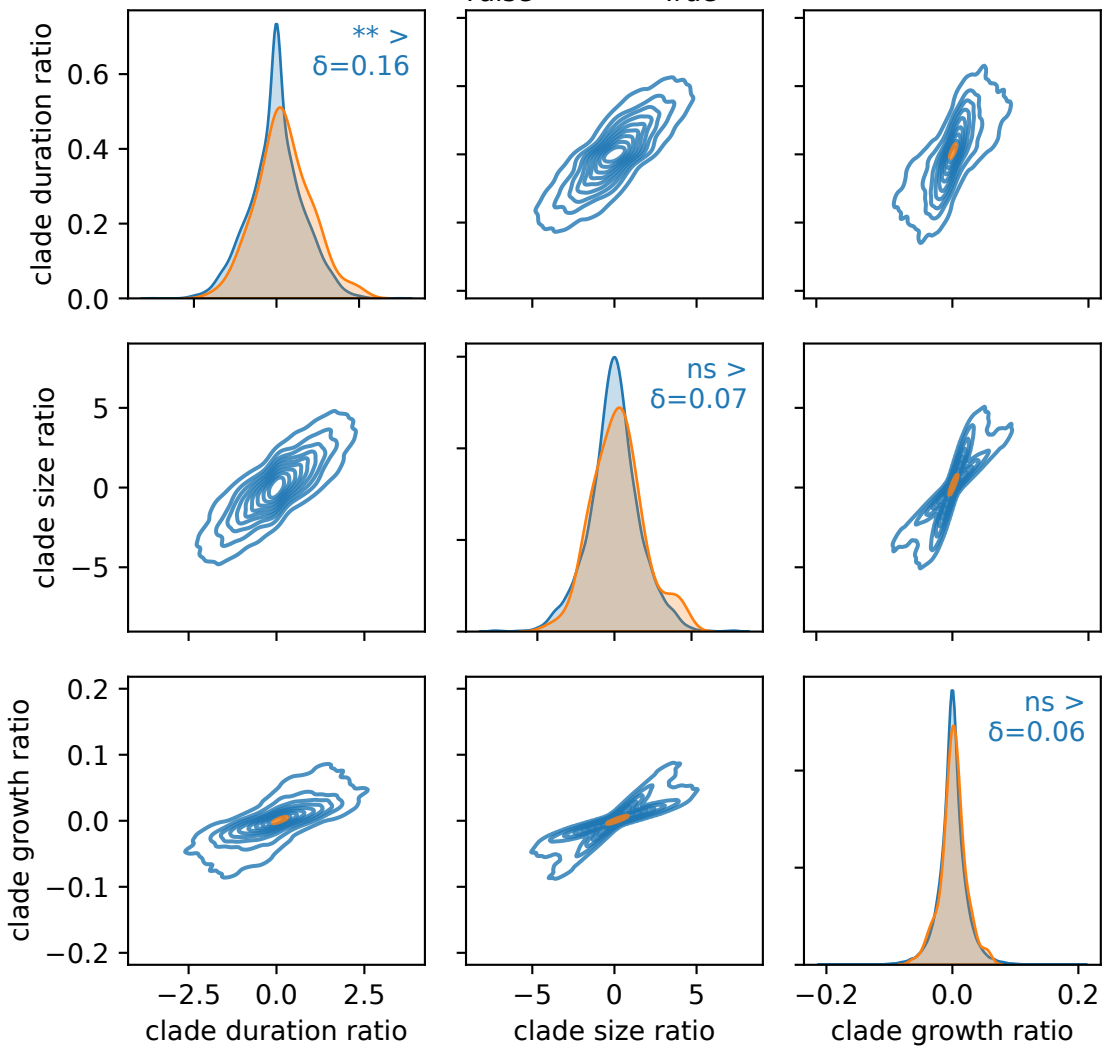 clade duration ratio
0.6
0.4
0.2
0.0
** >
δ=0.16
clade size ratio
5
0
−5
ns >
δ=0.07
clade growth ratio
0.2
0.1
0.0
−0.1
−0.2
ns >
δ=0.06
−2.5 0.0 2.5
−5 0 5
−0.2 0.0 0.2
clade duration ratio
clade size ratio
clade growth ratio